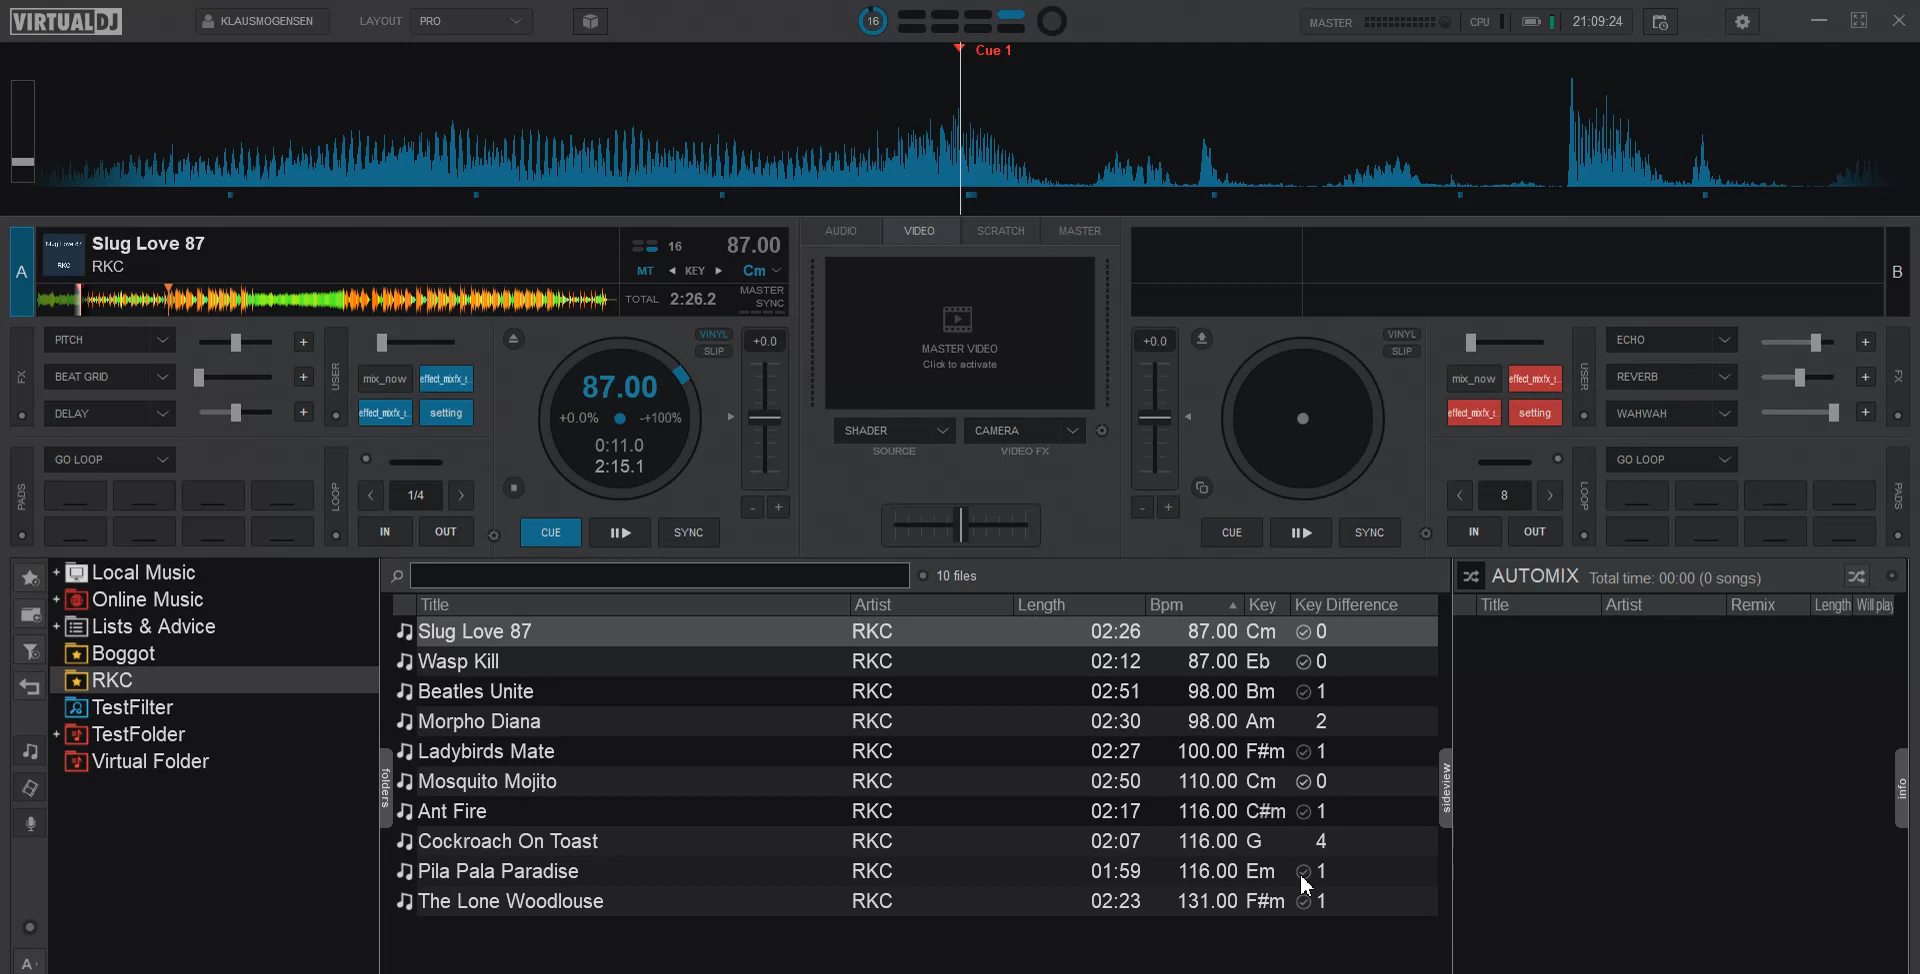 VIRTUALDJ KLAUSMOGENSEN LAYOUT PRO 16 MASTER CPU 21:09:24
Cue 1
A
Slug Love 87
RKC
Slug Love 87
RKC
16 87.00
MT KEY Cm
TOTAL 2:26.2 MASTER SYNC
AUDIO VIDEO SCRATCH MASTER
MASTER VIDEO
Click to activate
SHADER CAMERA
SOURCE VIDEO FX
B
FX
PITCH +
BEAT GRID +
DELAY +
USER
mix_now effect_mixfx_s...
effect_mixfx_s... setting
VINYL
SLIP
+0.0
87.00
+0.0% -+100%
0:11.0
2:15.1
- +
PADS
GO LOOP
LOOP
< 1/4 >
IN OUT
CUE SYNC
+0.0
VINYL
SLIP
- +
CUE SYNC
mix_now effect_mixfx_s...
effect_mixfx_s... setting
USER
ECHO +
REVERB +
WAHWAH +
FX
< 8 >
IN OUT
LOOP
GO LOOP
PADS
+ Local Music
+ Online Music
+ Lists & Advice
Boggot
RKC
TestFilter
+ TestFolder
Virtual Folder
A
folders
10 files
Title Artist Length Bpm Key Key Difference
Slug Love 87 RKC 02:26 87.00 Cm 0
Wasp Kill RKC 02:12 87.00 Eb 0
Beatles Unite RKC 02:51 98.00 Bm 1
Morpho Diana RKC 02:30 98.00 Am 2
Ladybirds Mate RKC 02:27 100.00 F#m 1
Mosquito Mojito RKC 02:50 110.00 Cm 0
Ant Fire RKC 02:17 116.00 C#m 1
Cockroach On Toast RKC 02:07 116.00 G 4
Pila Pala Paradise RKC 01:59 116.00 Em 1
The Lone Woodlouse RKC 02:23 131.00 F#m 1
sideview
AUTOMIX Total time: 00:00 (0 songs)
Title Artist Remix Length Will play
info